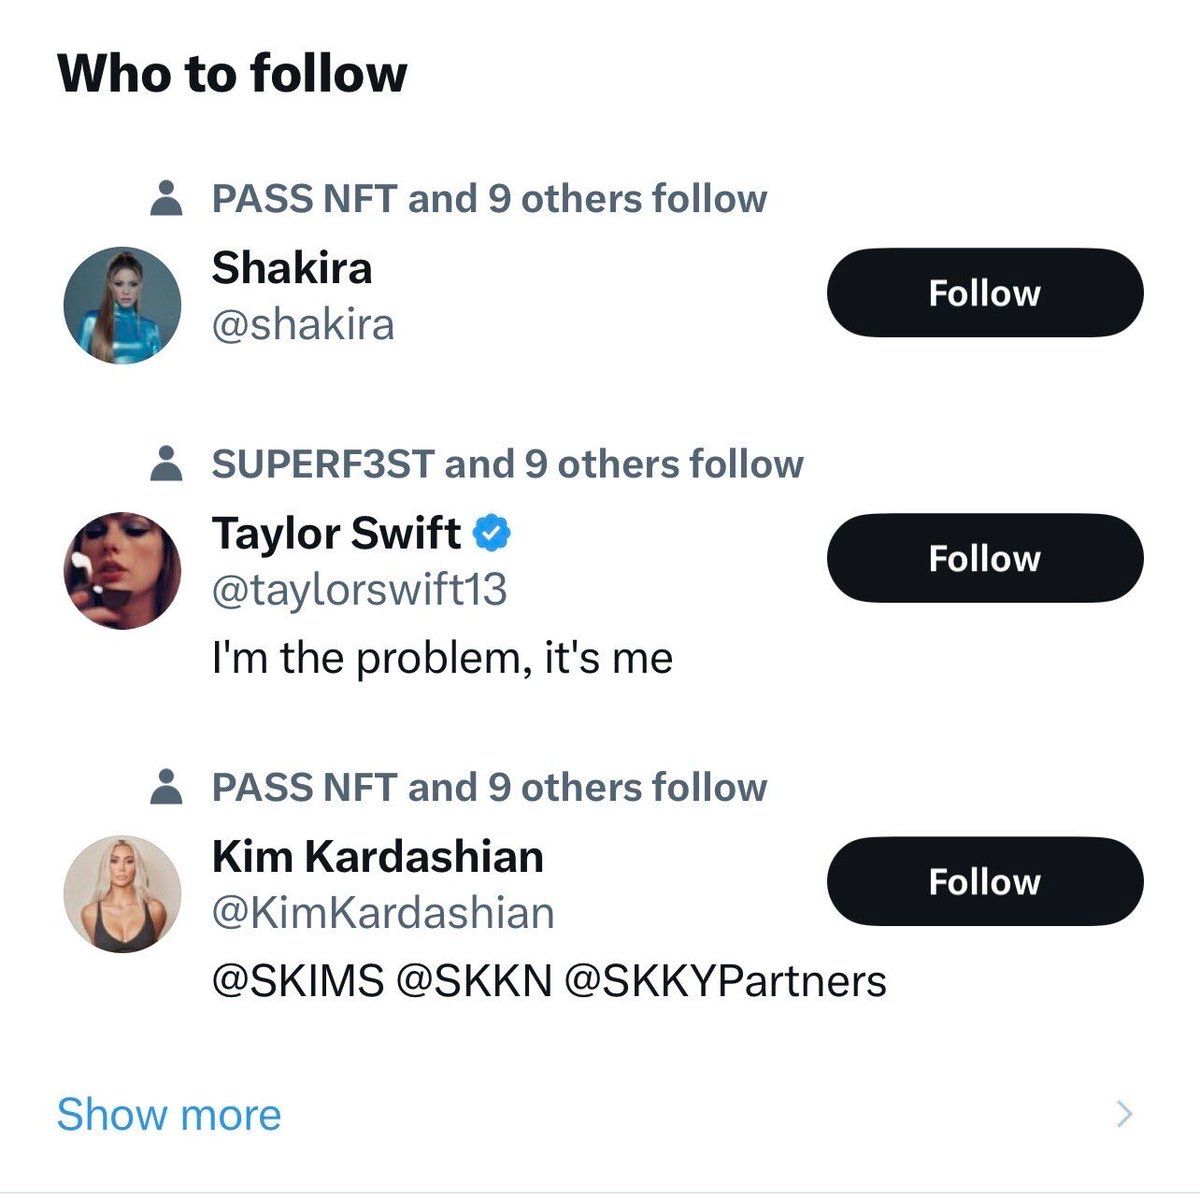 Who to follow
PASS NFT and 9 others follow
Shakira
@shakira
Follow
SUPERF3ST and 9 others follow
Taylor Swift
@taylorswift13
Follow
I'm the problem, it's me
PASS NFT and 9 others follow
Kim Kardashian
@KimKardashian
Follow
@SKIMS @SKKN @SKKYPartners
Show more